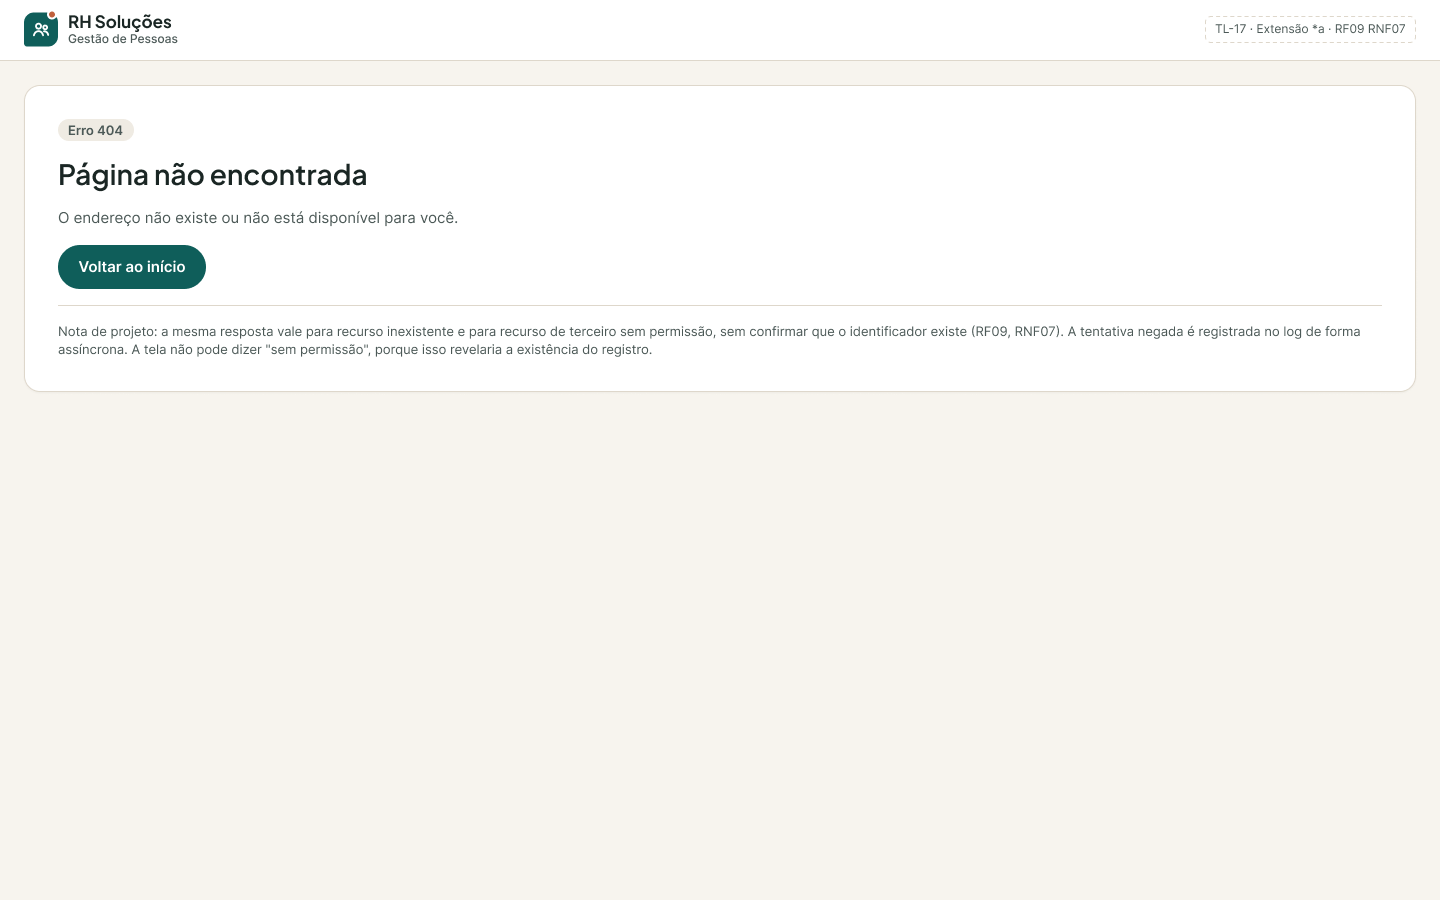 RH Soluções
Gestão de Pessoas
TL-17 · Extensão *a · RF09 RNF07
Erro 404
Página não encontrada
O endereço não existe ou não está disponível para você.
Voltar ao início
Nota de projeto: a mesma resposta vale para recurso inexistente e para recurso de terceiro sem permissão, sem confirmar que o identificador existe (RF09, RNF07). A tentativa negada é registrada no log de forma
assíncrona. A tela não pode dizer "sem permissão", porque isso revelaria a existência do registro.